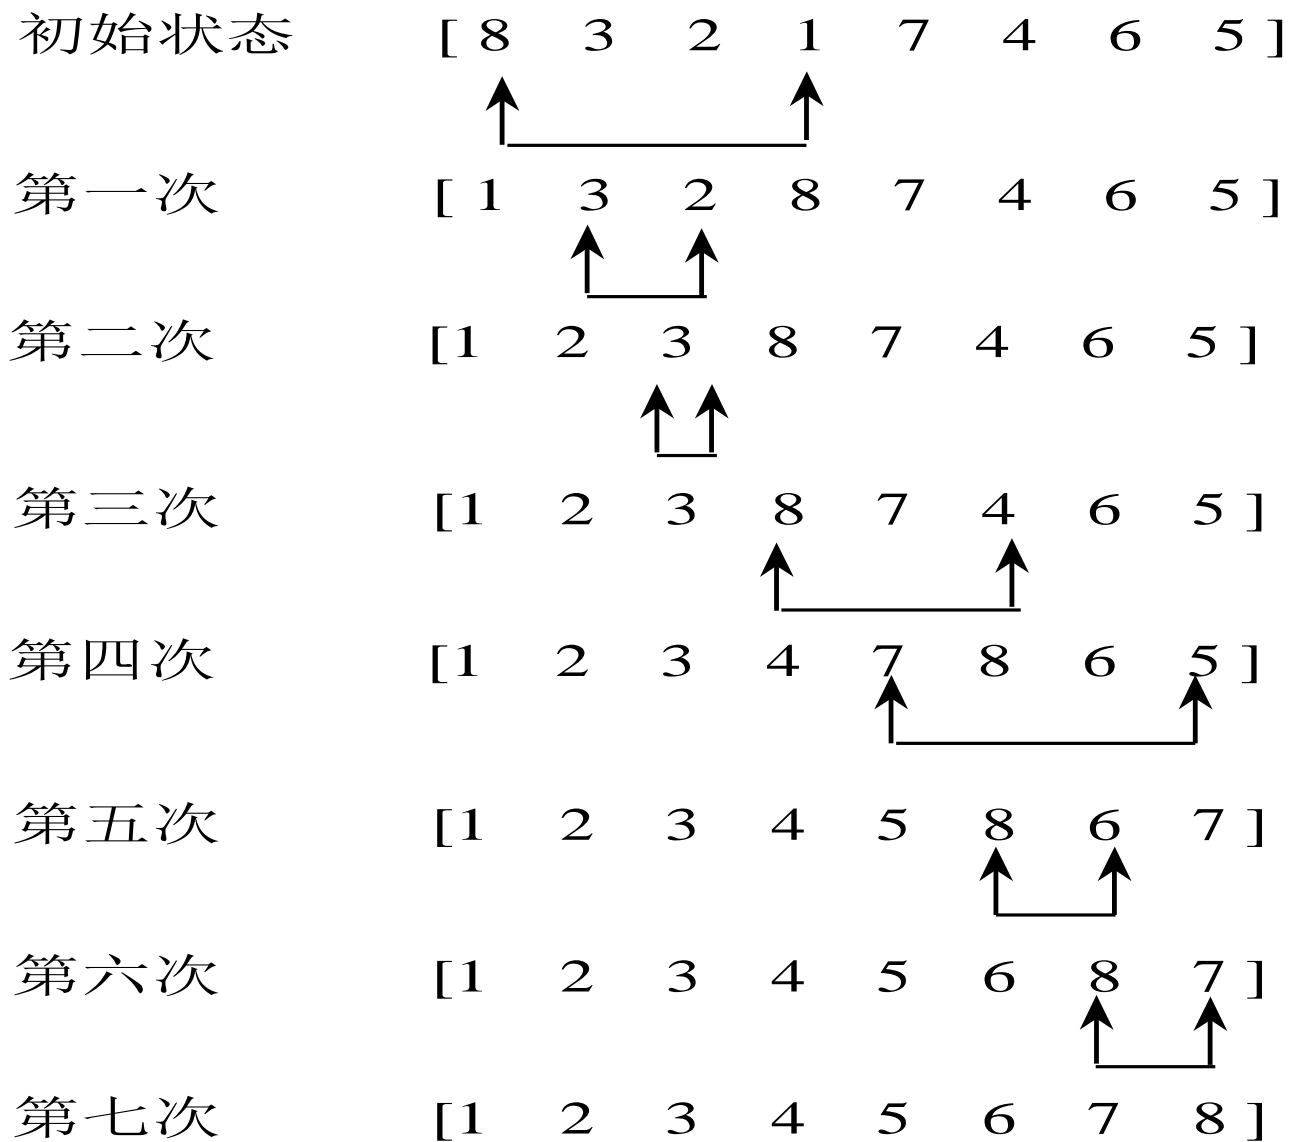 初始状态 [ 8 3 2 1 7 4 6 5 ]
第一次 [ 1 3 2 8 7 4 6 5 ]
第二次 [1 2 3 8 7 4 6 5 ]
第三次 [1 2 3 8 7 4 6 5 ]
第四次 [1 2 3 4 7 8 6 5 ]
第五次 [1 2 3 4 5 8 6 7 ]
第六次 [1 2 3 4 5 6 8 7 ]
第七次 [1 2 3 4 5 6 7 8 ]